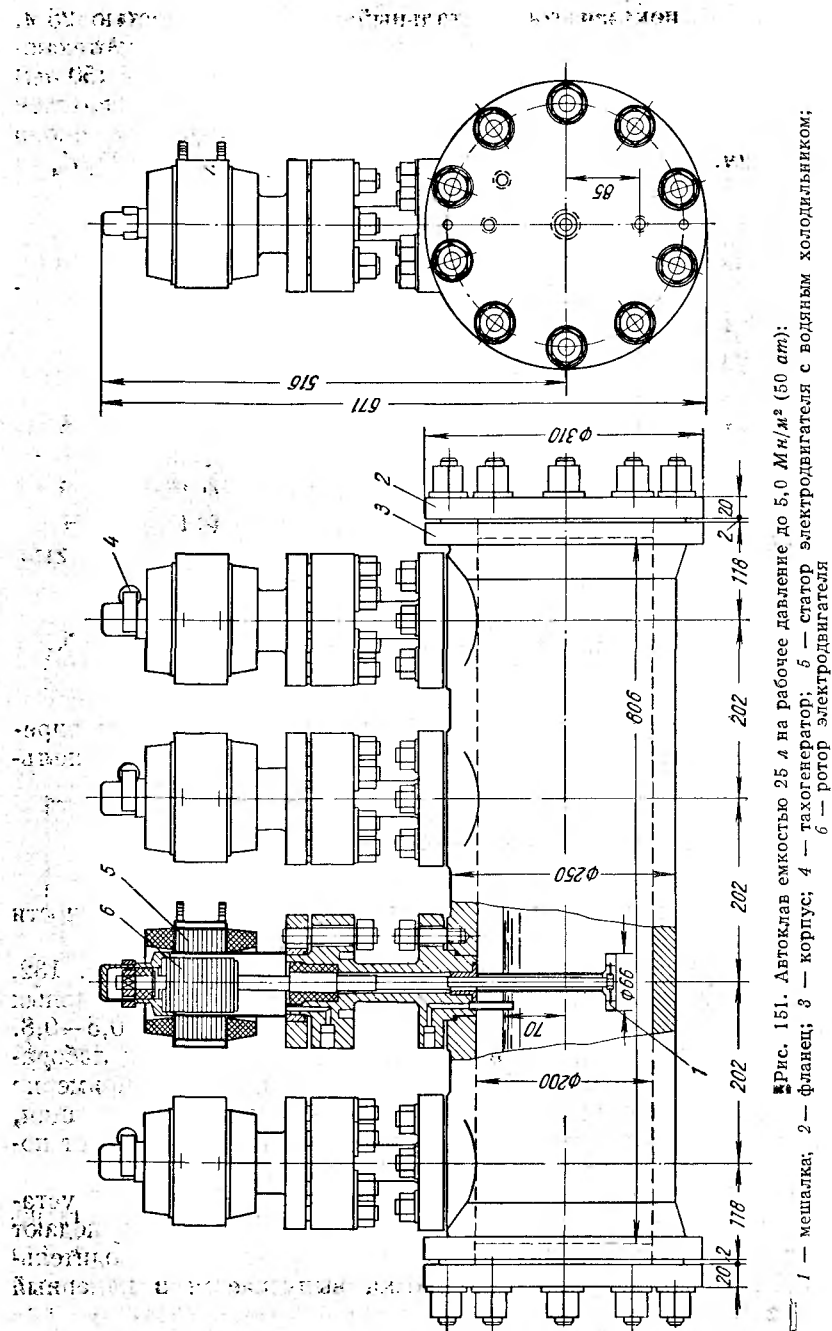 516
671
85
Ф310
4
2
3
20
2
118
202
806
202
Ф250
5
6
202
Ф66
70
1
Ф200
118
2
20
Рис. 151. Автоклав емкостью 25 л на рабочее давление до 5,0 Мн/м² (50 ат):
1 — мешалка; 2 — фланец; 3 — корпус; 4 — тахогенератор; 5 — статор электродвигателя с водяным холодильником;
6 — ротор электродвигателя